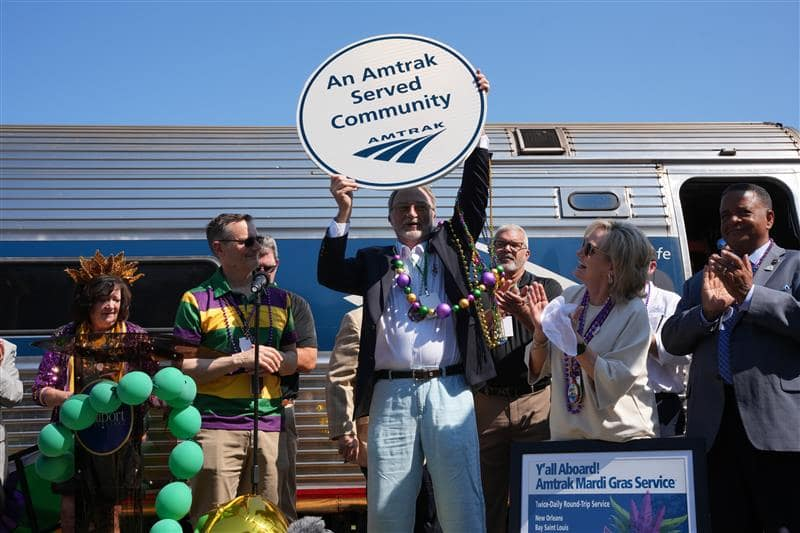 An Amtrak
Served
Community
AMTRAK
Y'all Aboard!
Amtrak Mardi Gras Service
Twice-Daily Round-Trip Service
New Orleans
Bay Saint Louis